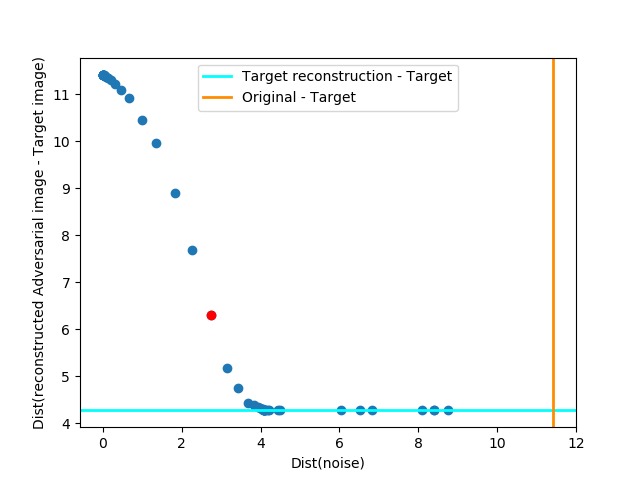 Target reconstruction - Target
Original - Target
Dist(reconstructed Adversarial image - Target image)
11
10
9
8
7
6
5
4
0 2 4 6 8 10 12
Dist(noise)